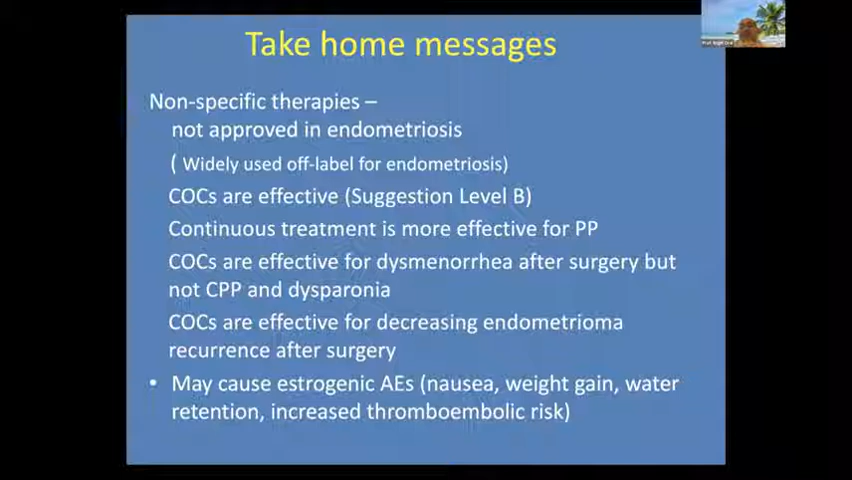 Take home messages
Non-specific therapies –
not approved in endometriosis
( Widely used off-label for endometriosis)
COCs are effective (Suggestion Level B)
Continuous treatment is more effective for PP
COCs are effective for dysmenorrhea after surgery but
not CPP and dysparonia
COCs are effective for decreasing endometrioma
recurrence after surgery
• May cause estrogenic AEs (nausea, weight gain, water
retention, increased thromboembolic risk)